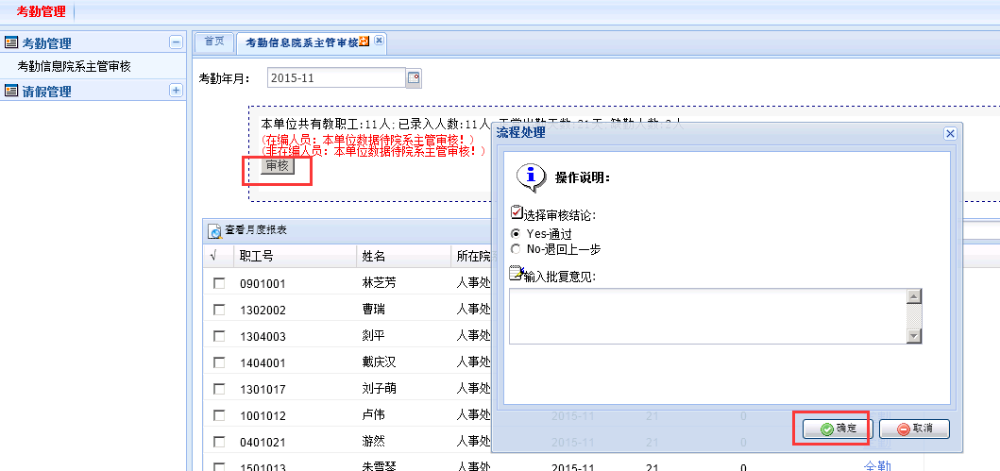 考勤管理
考勤管理
考勤信息院系主管审核
请假管理
首页 考勤信息院系主管审核
考勤年月: 2015-11
本单位共有教职工:11人;已录入人数:11人
(在编人员: 本单位数据待院系主管审核! )
(非在编人员: 本单位数据待院系主管审核! )
审核
查看月度报表
√ 职工号 姓名 所在院
0901001 林芝芳 人事处
1302002 曹瑞 人事处
1304003 剡平 人事处
1404001 戴庆汉 人事处
1301017 刘子萌 人事处
1001012 卢伟 人事处 2015-11 21 0
0401021 游然 人事处 2015-11 21 0
1501013 朱雪琴 人事处 2015-11 21 0 全勤
流程处理
操作说明:
选择审核结论:
Yes-通过
No-退回上一步
输入批复意见:
确定 取消